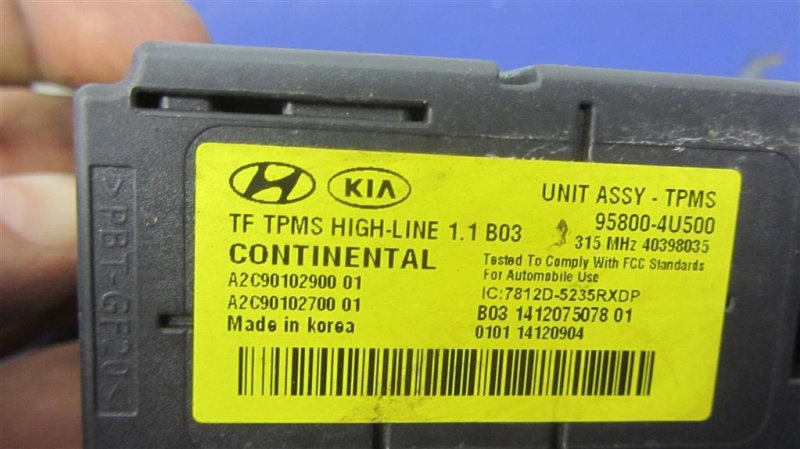 KIA
UNIT ASSY - TPMS
TF TPMS HIGH-LINE 1.1 B03
95800-4U500
315 MHz 40398035
CONTINENTAL
Tested To Comply With FCC Standards
For Automobile Use
A2C90102900 01
A2C90102700 01
IC:7812D-5235RXDP
B03 1412075078 01
Made in korea
0101 14120904
>PBT-GF20<